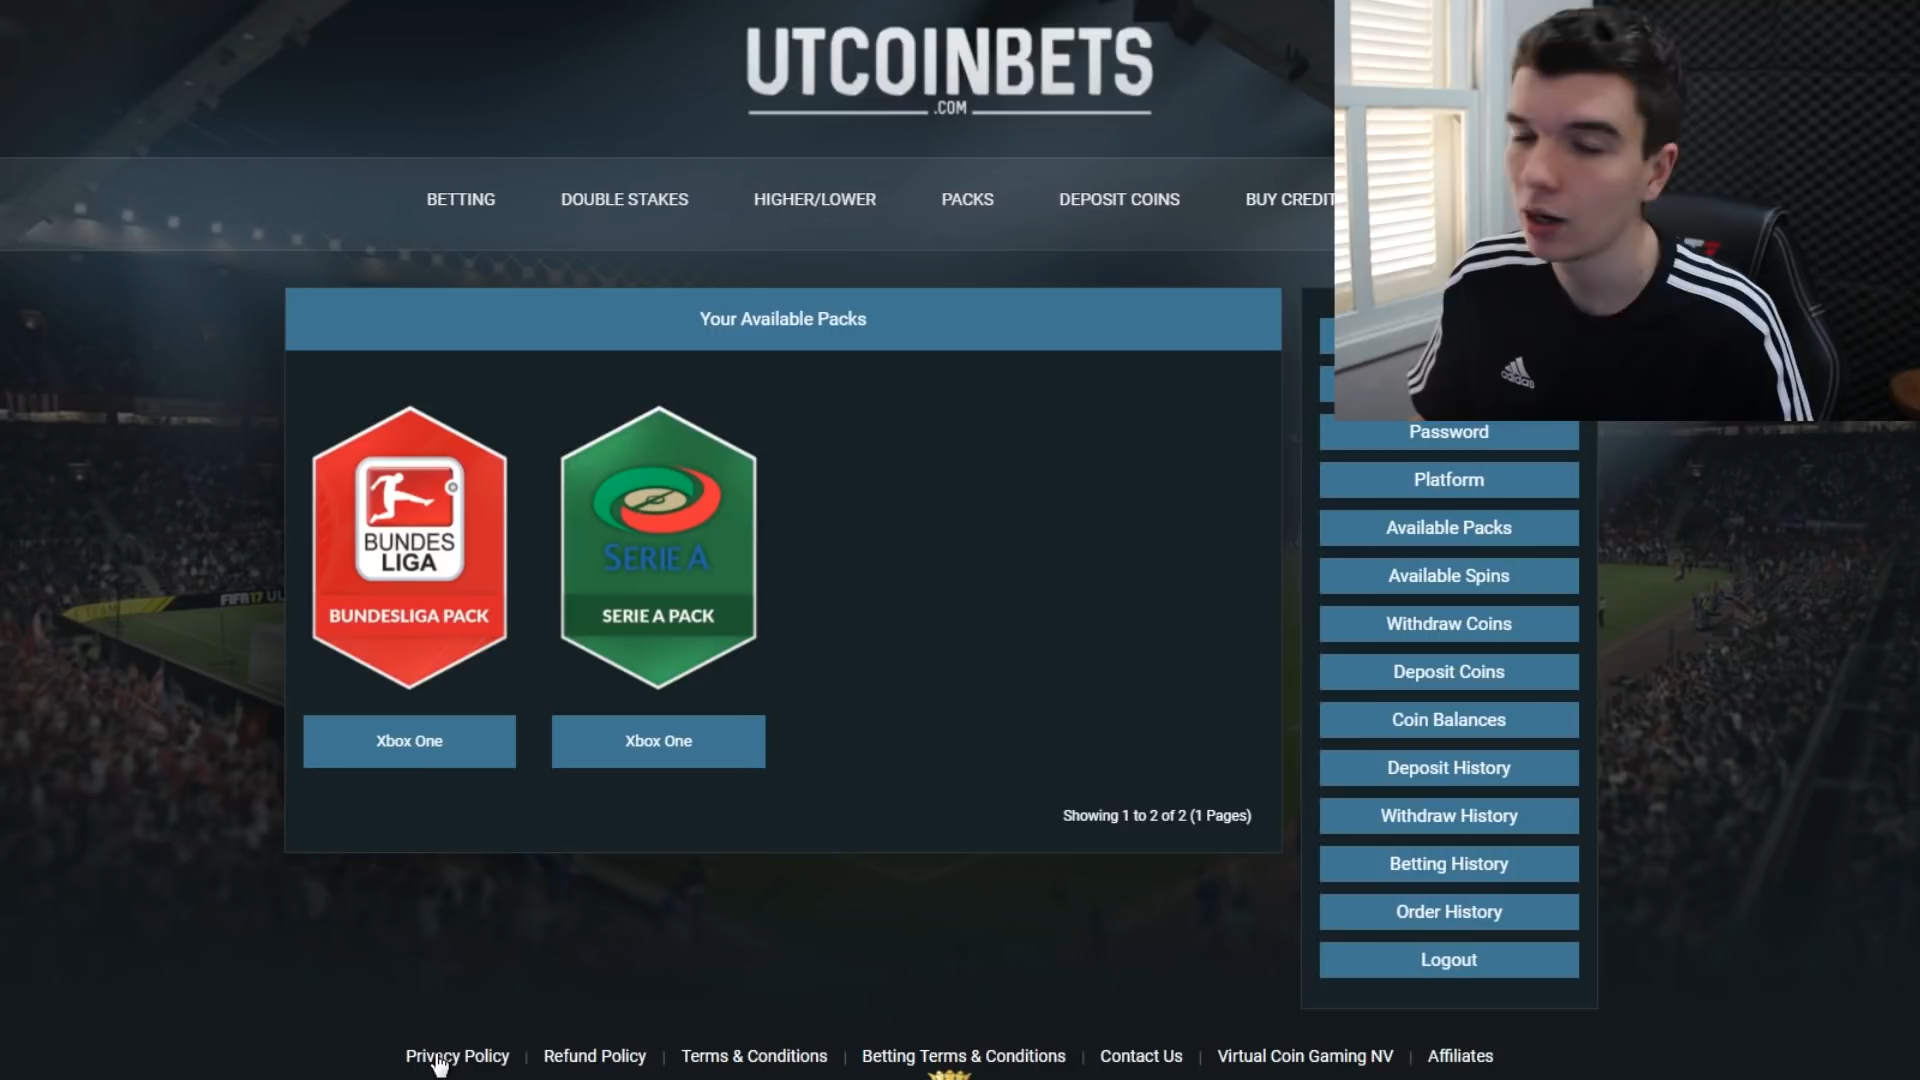 UTCOINBETS
.COM
BETTING DOUBLE STAKES HIGHER/LOWER PACKS DEPOSIT COINS BUY CREDIT
Your Available Packs
BUNDES
LIGA
BUNDESLIGA PACK
SERIE A
SERIE A PACK
Xbox One
Xbox One
Showing 1 to 2 of 2 (1 Pages)
adidas
Password
Platform
Available Packs
Available Spins
Withdraw Coins
Deposit Coins
Coin Balances
Deposit History
Withdraw History
Betting History
Order History
Logout
FIFA 17 U
Privacy Policy | Refund Policy | Terms & Conditions | Betting Terms & Conditions | Contact Us | Virtual Coin Gaming NV | Affiliates